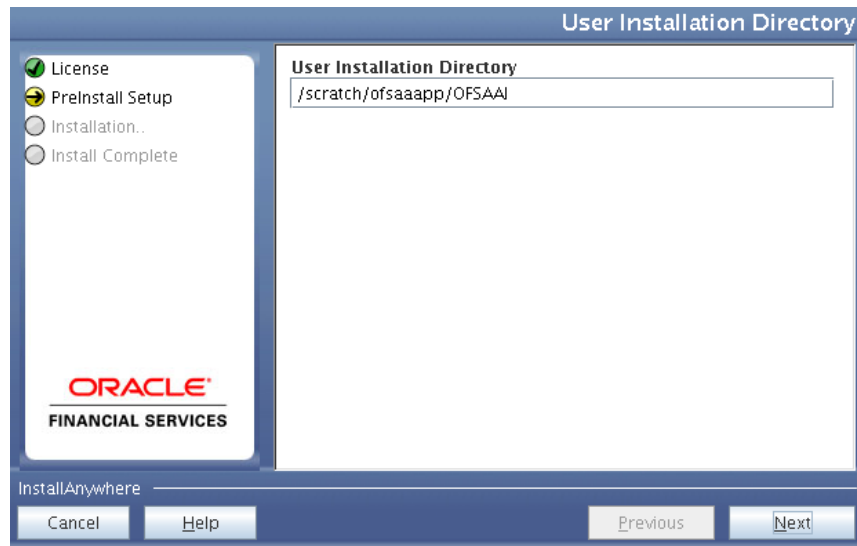 User Installation Directory
License
PreInstall Setup
Installation..
Install Complete
User Installation Directory
/scratch/ofsaaapp/OFSAAI
ORACLE
FINANCIAL SERVICES
InstallAnywhere
Cancel
Help
Previous
Next